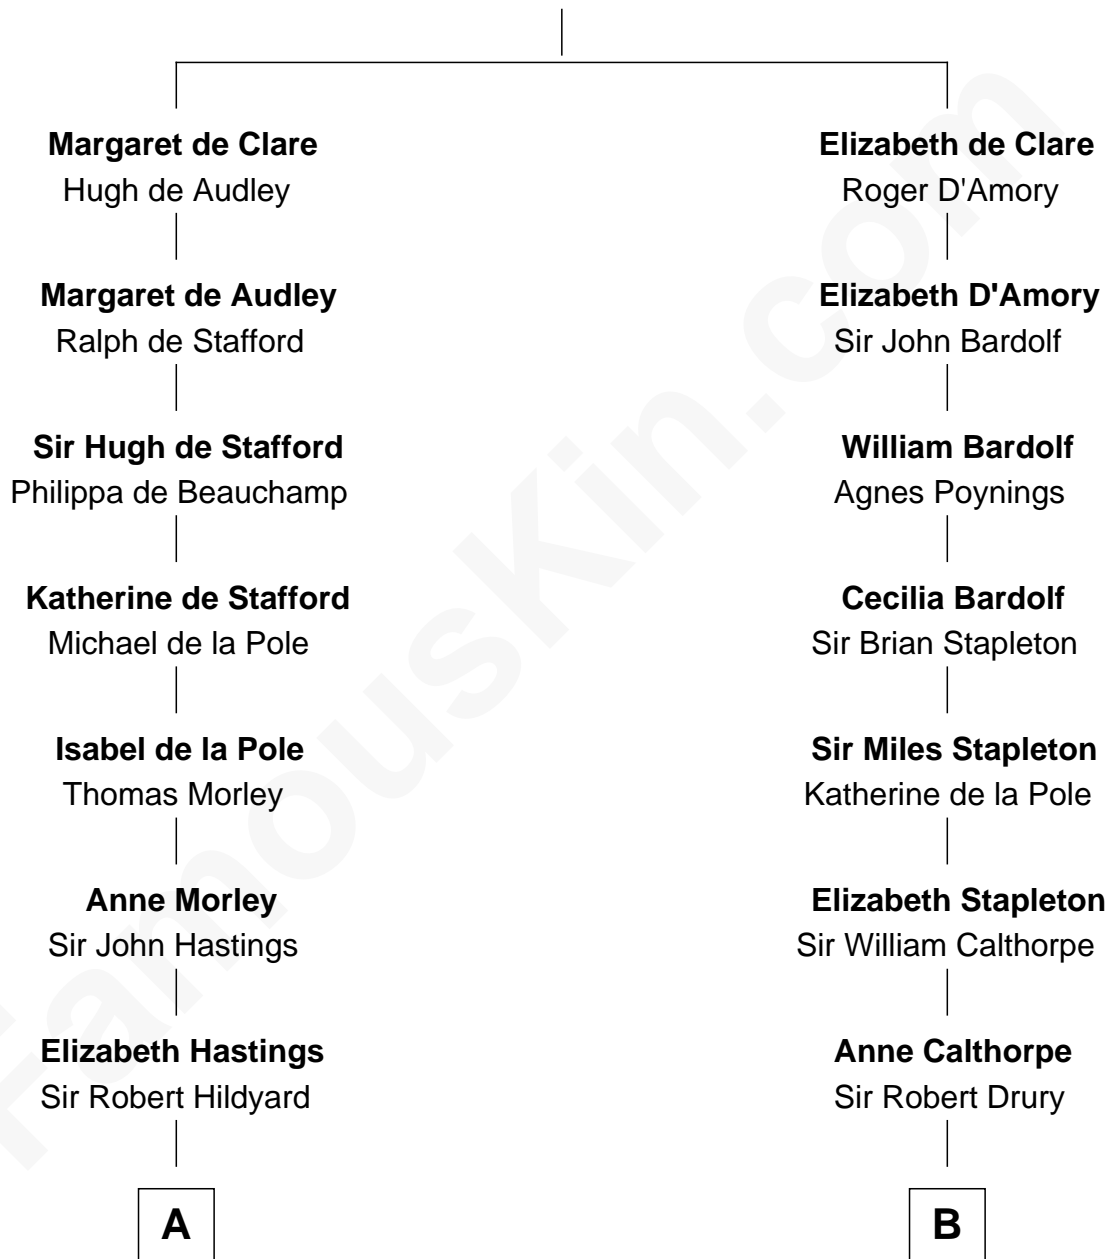 Margaret de Clare
Hugh de Audley
Margaret de Audley
Ralph de Stafford
Sir Hugh de Stafford
Philippa de Beauchamp
Katherine de Stafford
Michael de la Pole
Isabel de la Pole
Thomas Morley
Anne Morley
Sir John Hastings
Elizabeth Hastings
Sir Robert Hildyard
A
Elizabeth de Clare
Roger D'Amory
Elizabeth D'Amory
Sir John Bardolf
William Bardolf
Agnes Poynings
Cecilia Bardolf
Sir Brian Stapleton
Sir Miles Stapleton
Katherine de la Pole
Elizabeth Stapleton
Sir William Calthorpe
Anne Calthorpe
Sir Robert Drury
B
FamousKin.com